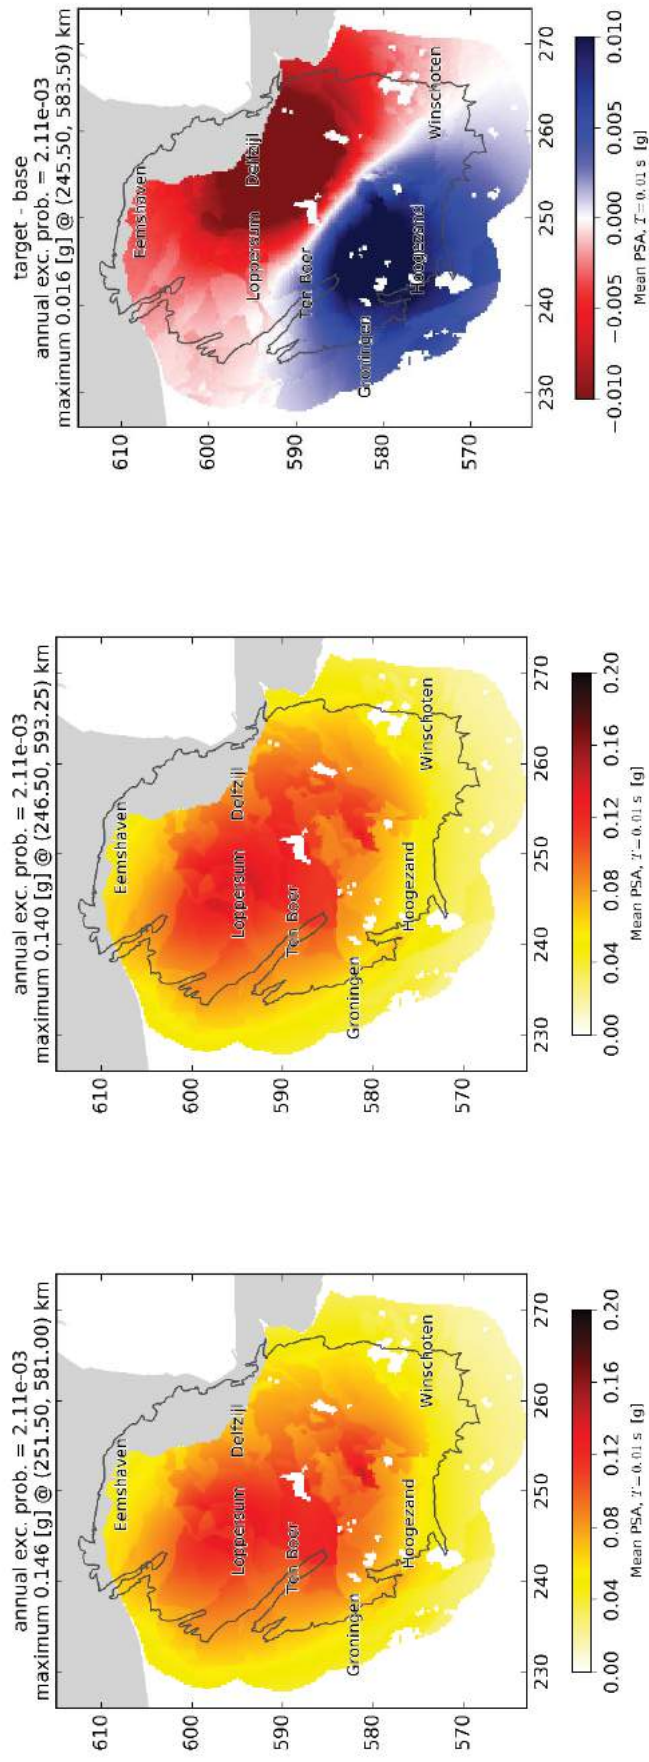 annual exc. prob. = 2.11e-03
maximum 0.146 [g] @ (251.50, 581.00) km
610
600
590
580
570
Eemshaven
Delfzijl
Loppersum
Ten Boer
Groningen
Hoogezand
Winschoten
230
240
250
260
270
0.00
0.04
0.08
0.12
0.16
0.20
Mean PSA, T=0.01 s [g]
annual exc. prob. = 2.11e-03
maximum 0.140 [g] @ (246.50, 593.25) km
610
600
590
580
570
Eemshaven
Delfzijl
Loppersum
Ten Boer
Groningen
Hoogezand
Winschoten
230
240
250
260
270
0.00
0.04
0.08
0.12
0.16
0.20
Mean PSA, T=0.01 s [g]
target - base
annual exc. prob. = 2.11e-03
maximum 0.016 [g] @ (245.50, 583.50) km
610
600
590
580
570
Eemshaven
Delfzijl
Loppersum
Ten Boer
Groningen
Hoogezand
Winschoten
230
240
250
260
270
−0.010
−0.005
0.000
0.005
0.010
Mean PSA, T=0.01 s [g]